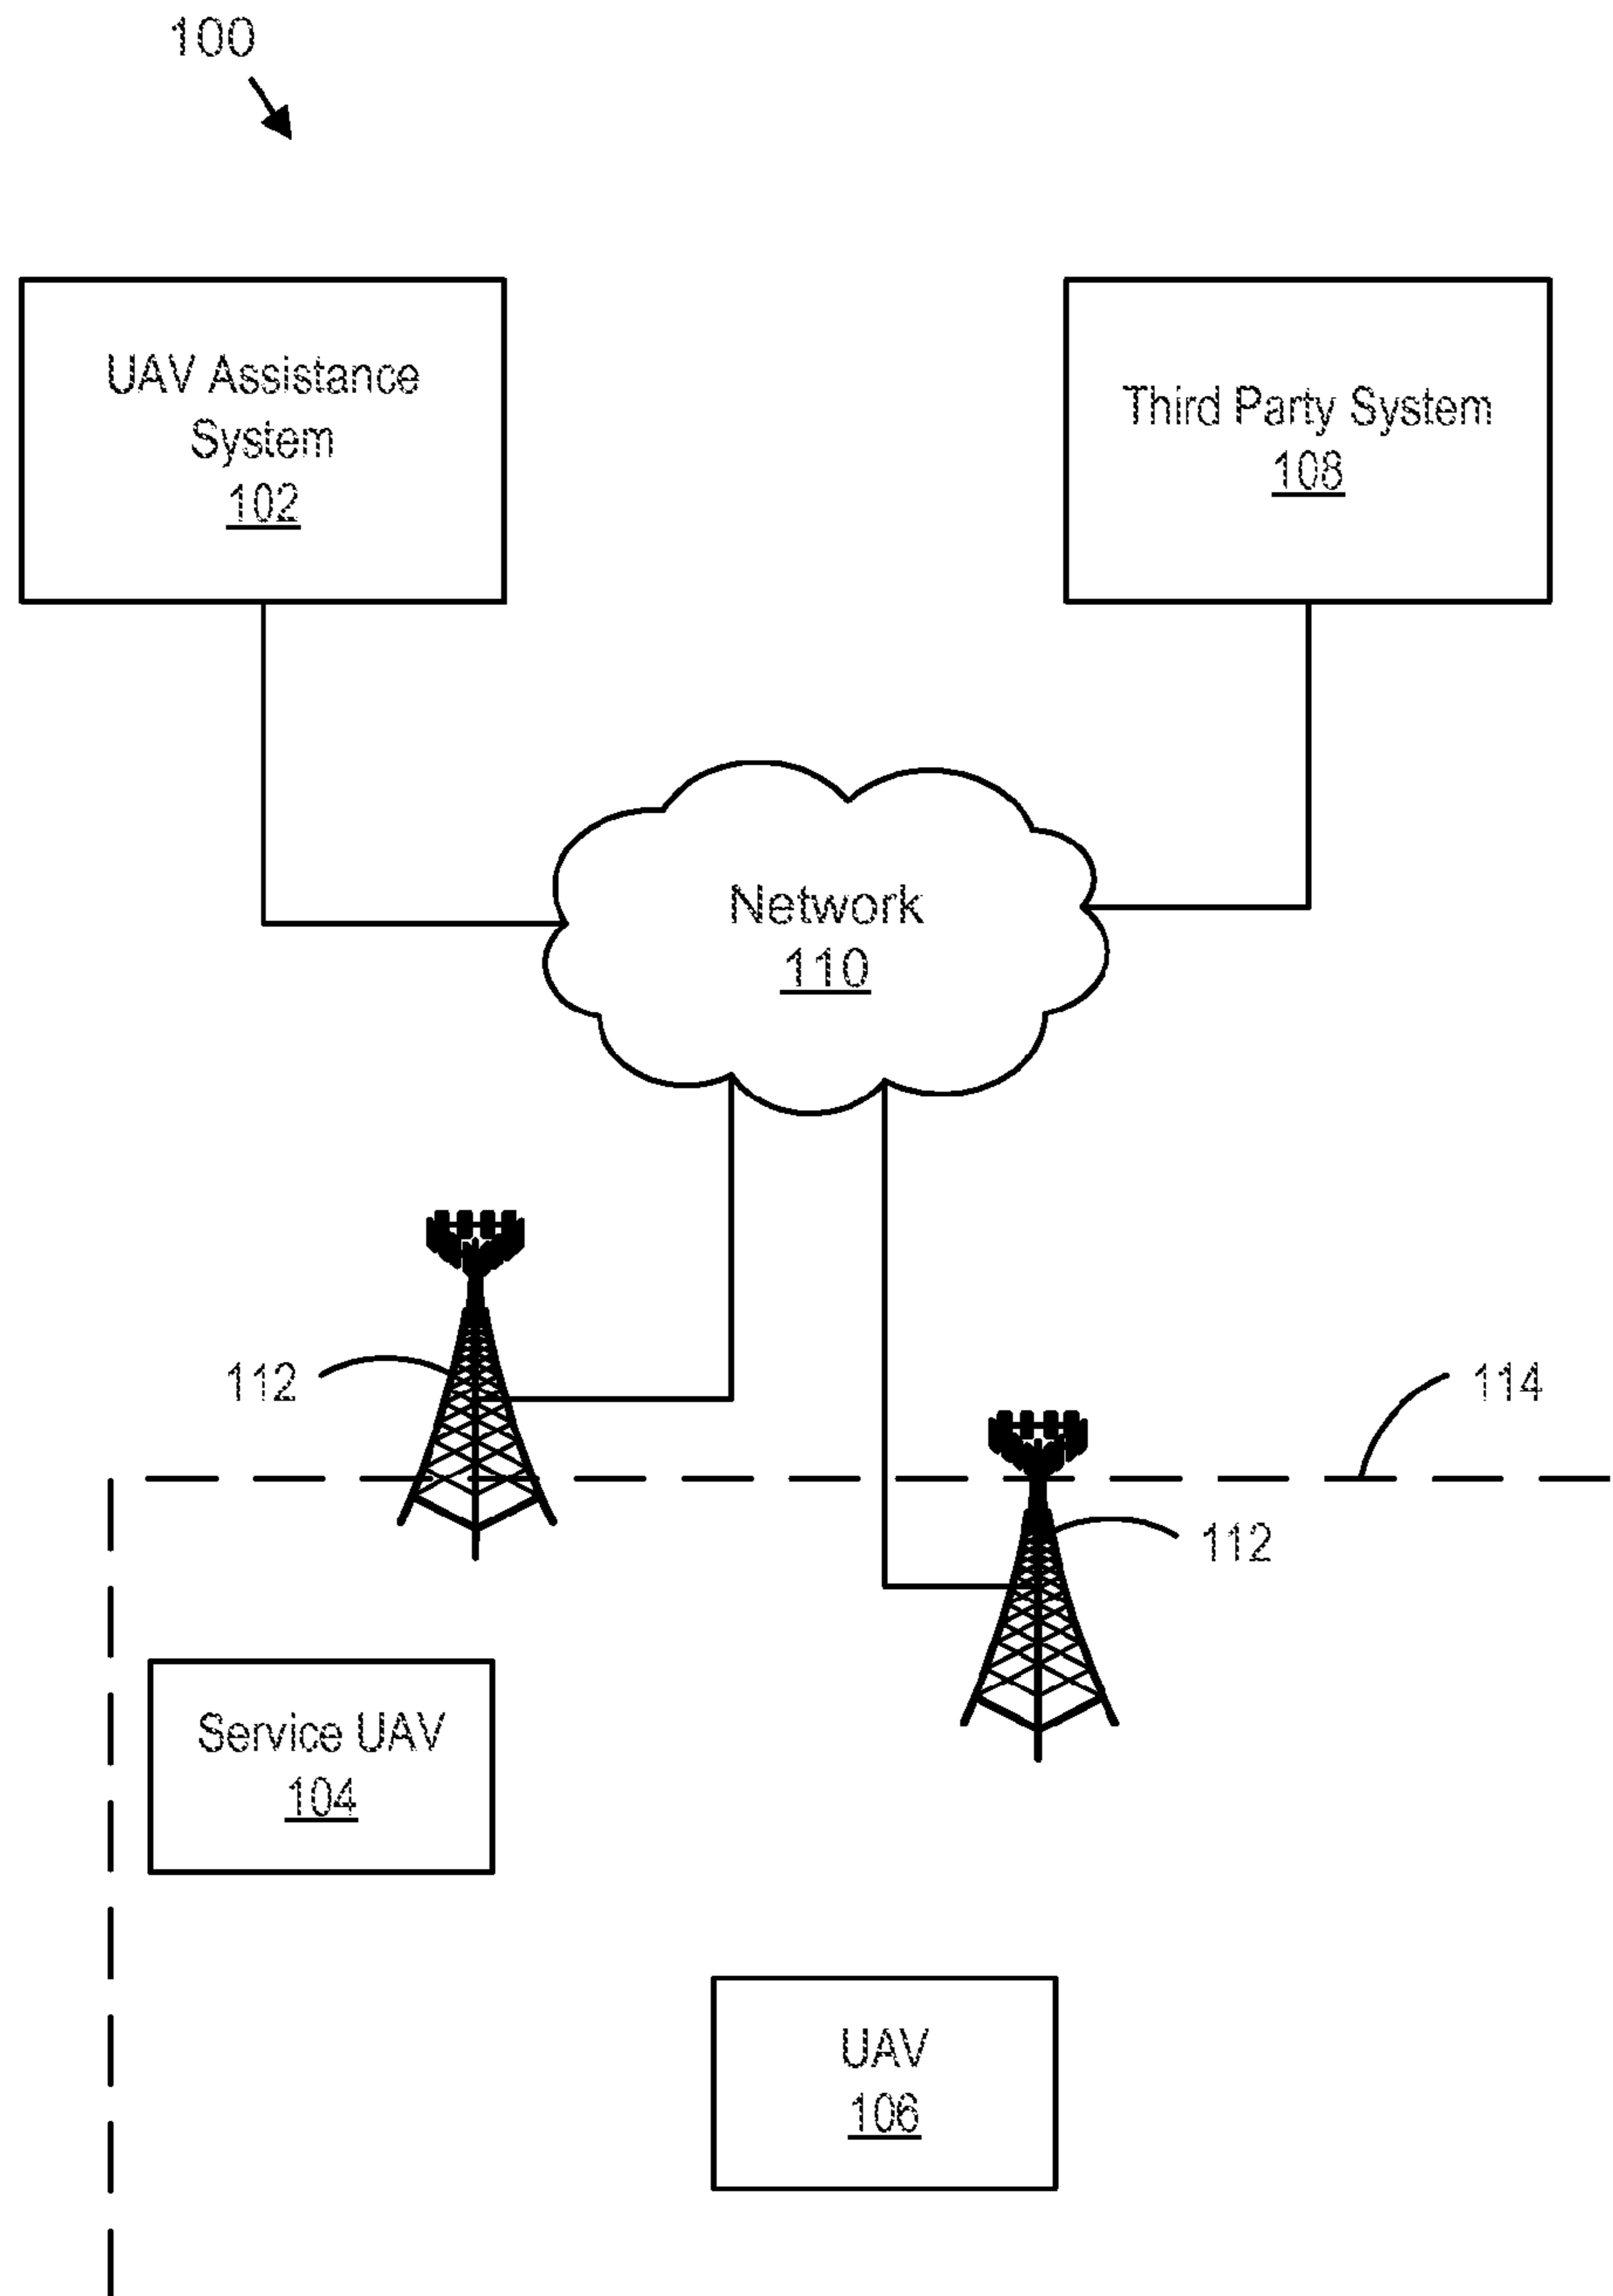 100
UAV Assistance
System
102
Third Party System
108
Network
110
112
114
112
Service UAV
104
UAV
106